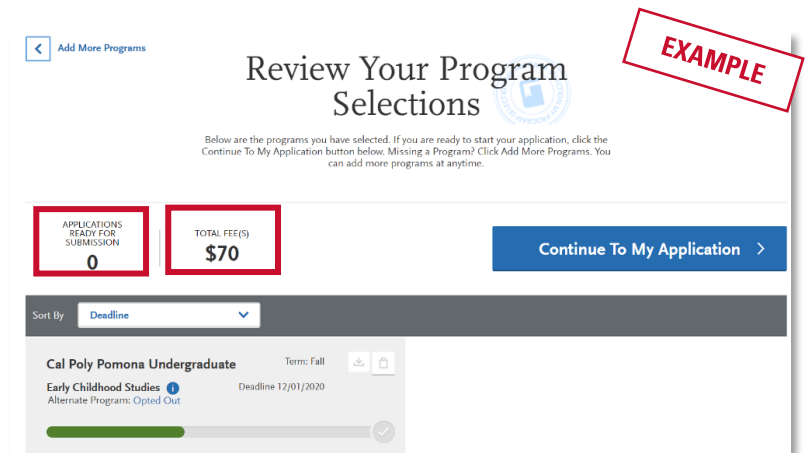 Add More Programs
EXAMPLE
Review Your Program
Selections
Below are the programs you have selected. If you are ready to start your application, click the
Continue To My Application button below. Missing a Program? Click Add More Programs. You
can add more programs at anytime.
APPLICATIONS
READY FOR
SUBMISSION
0
TOTAL FEE(S)
$70
Continue To My Application
Sort By Deadline
Cal Poly Pomona Undergraduate Term: Fall
Early Childhood Studies Deadline 12/01/2020
Alternate Program: Opted Out